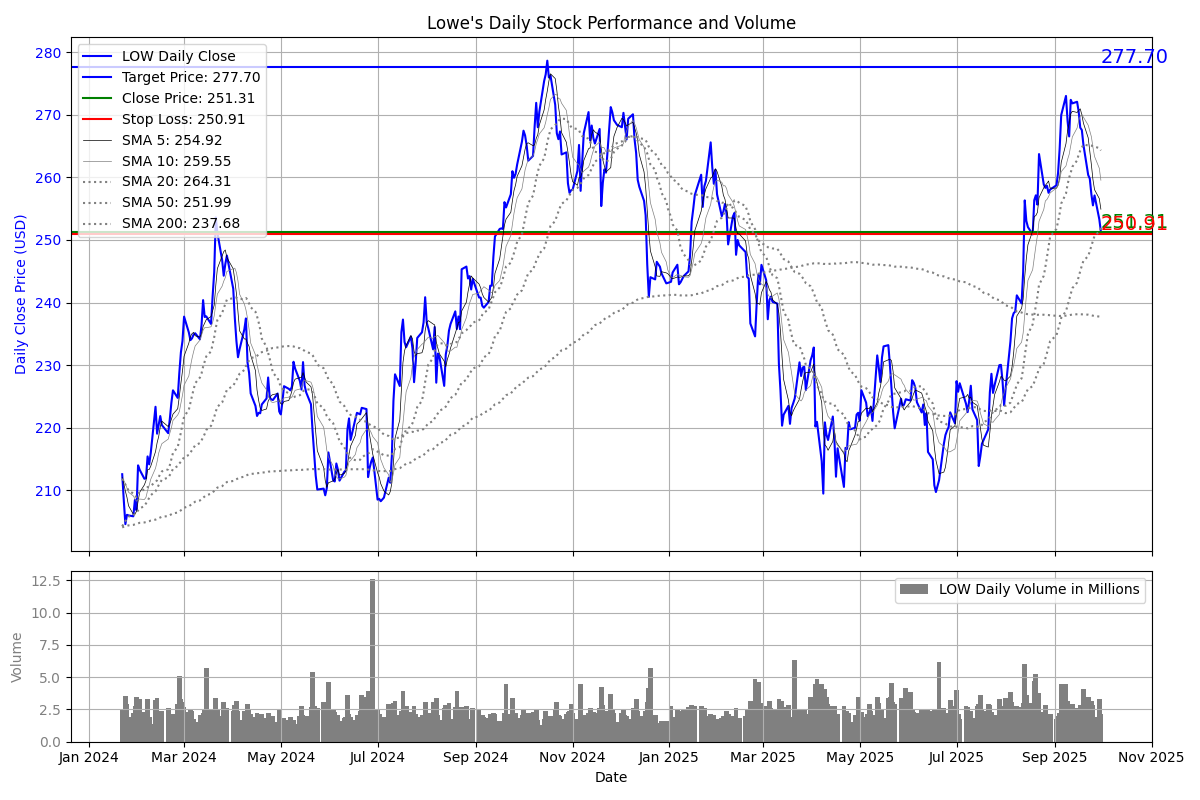 Lowe's Daily Stock Performance and Volume
LOW Daily Close
Target Price: 277.70
Close Price: 251.31
Stop Loss: 250.91
SMA 5: 254.92
SMA 10: 259.55
SMA 20: 264.31
SMA 50: 251.99
SMA 200: 237.68
277.70
251.31
250.91
280
270
260
250
240
230
220
210
Daily Close Price (USD)
LOW Daily Volume in Millions
12.5
10.0
7.5
5.0
2.5
0.0
Volume
Jan 2024 Mar 2024 May 2024 Jul 2024 Sep 2024 Nov 2024 Jan 2025 Mar 2025 May 2025 Jul 2025 Sep 2025 Nov 2025
Date